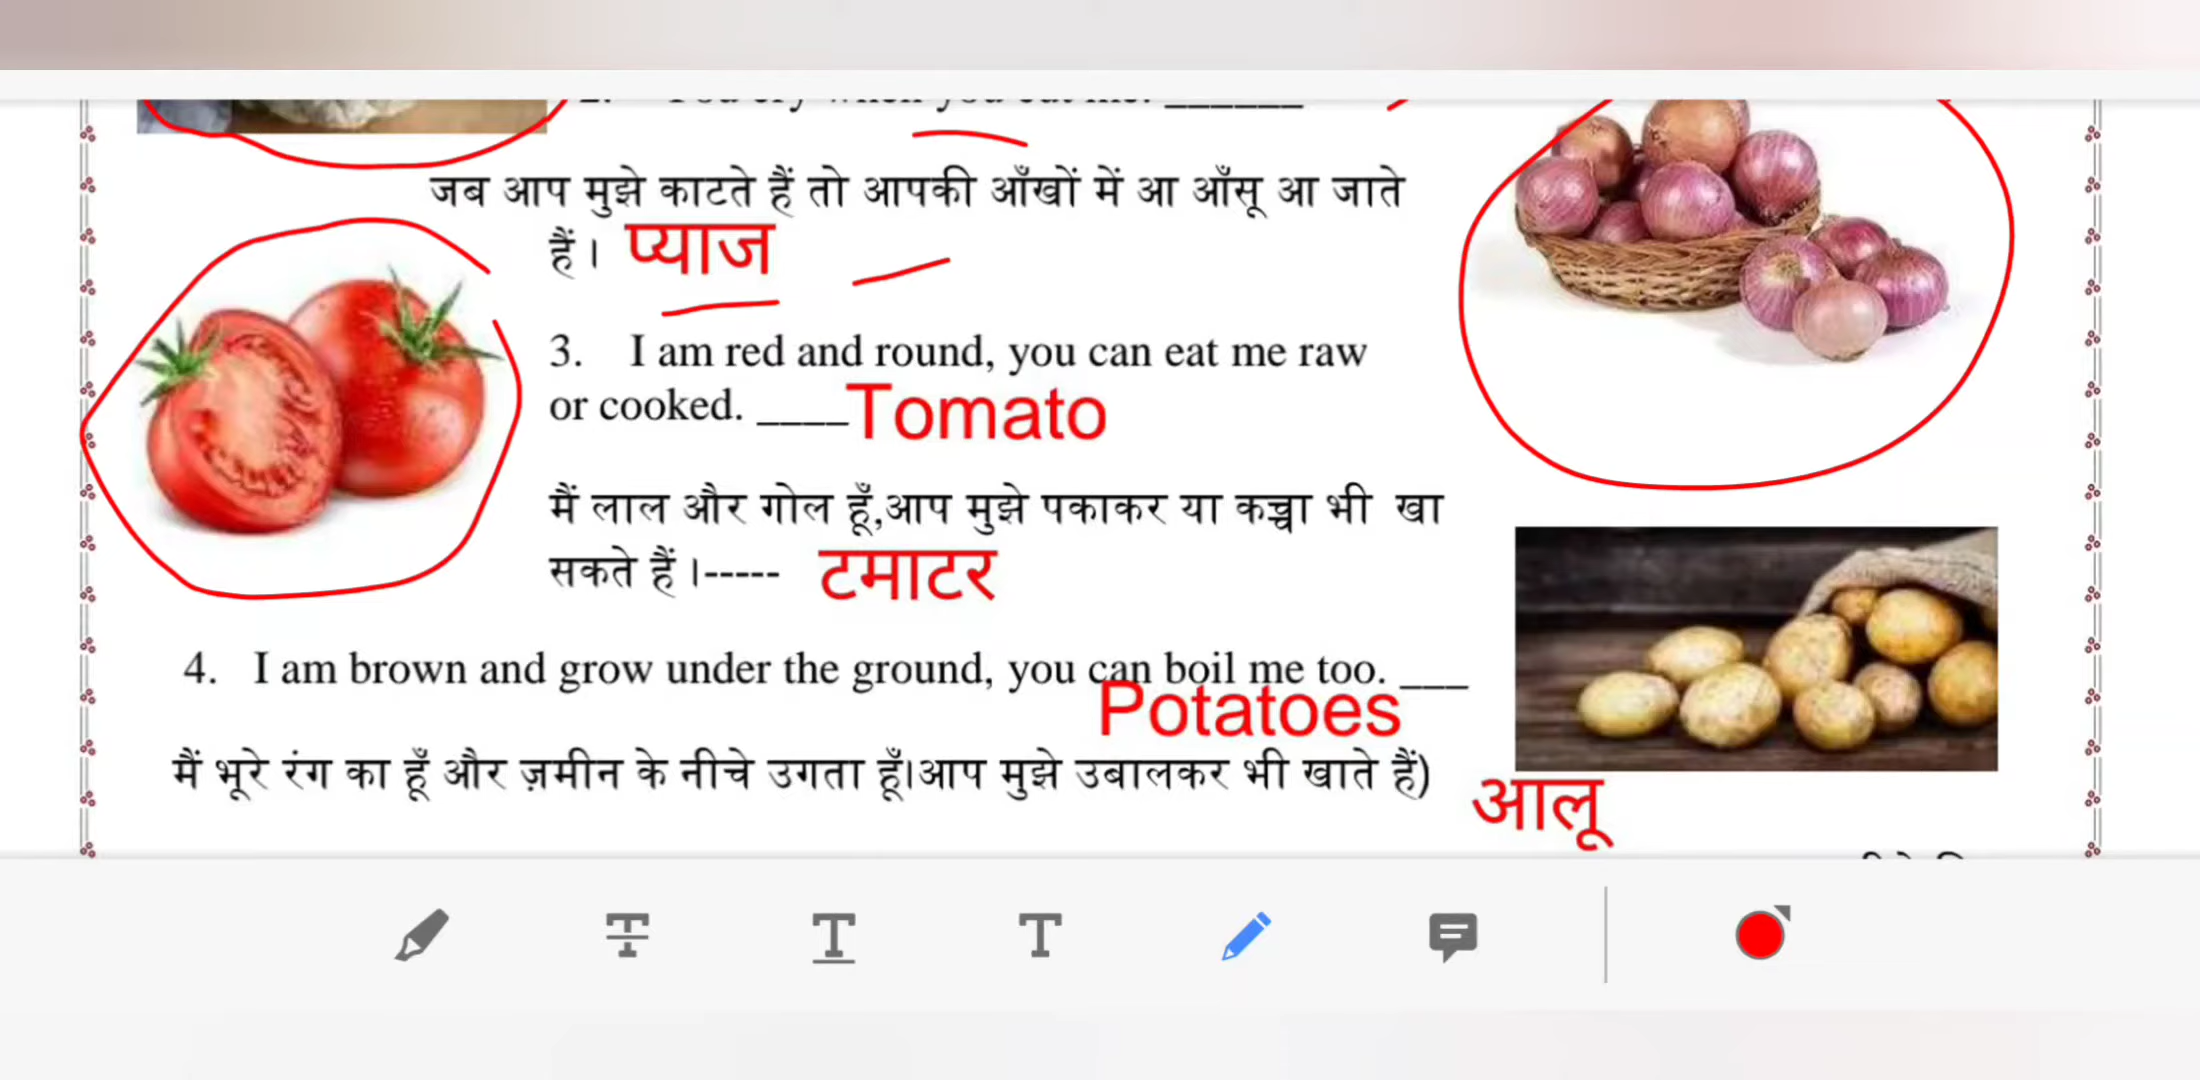 जब आप मुझे काटते हैं तो आपकी आँखों में आ आँसू आ जाते
हैं। प्याज
3. I am red and round, you can eat me raw
or cooked. ____Tomato
मैं लाल और गोल हूँ,आप मुझे पकाकर या कच्चा भी खा
सकते हैं।----- टमाटर
4. I am brown and grow under the ground, you can boil me too. ___
Potatoes
मैं भूरे रंग का हूँ और ज़मीन के नीचे उगता हूँ।आप मुझे उबालकर भी खाते हैं)
आलू